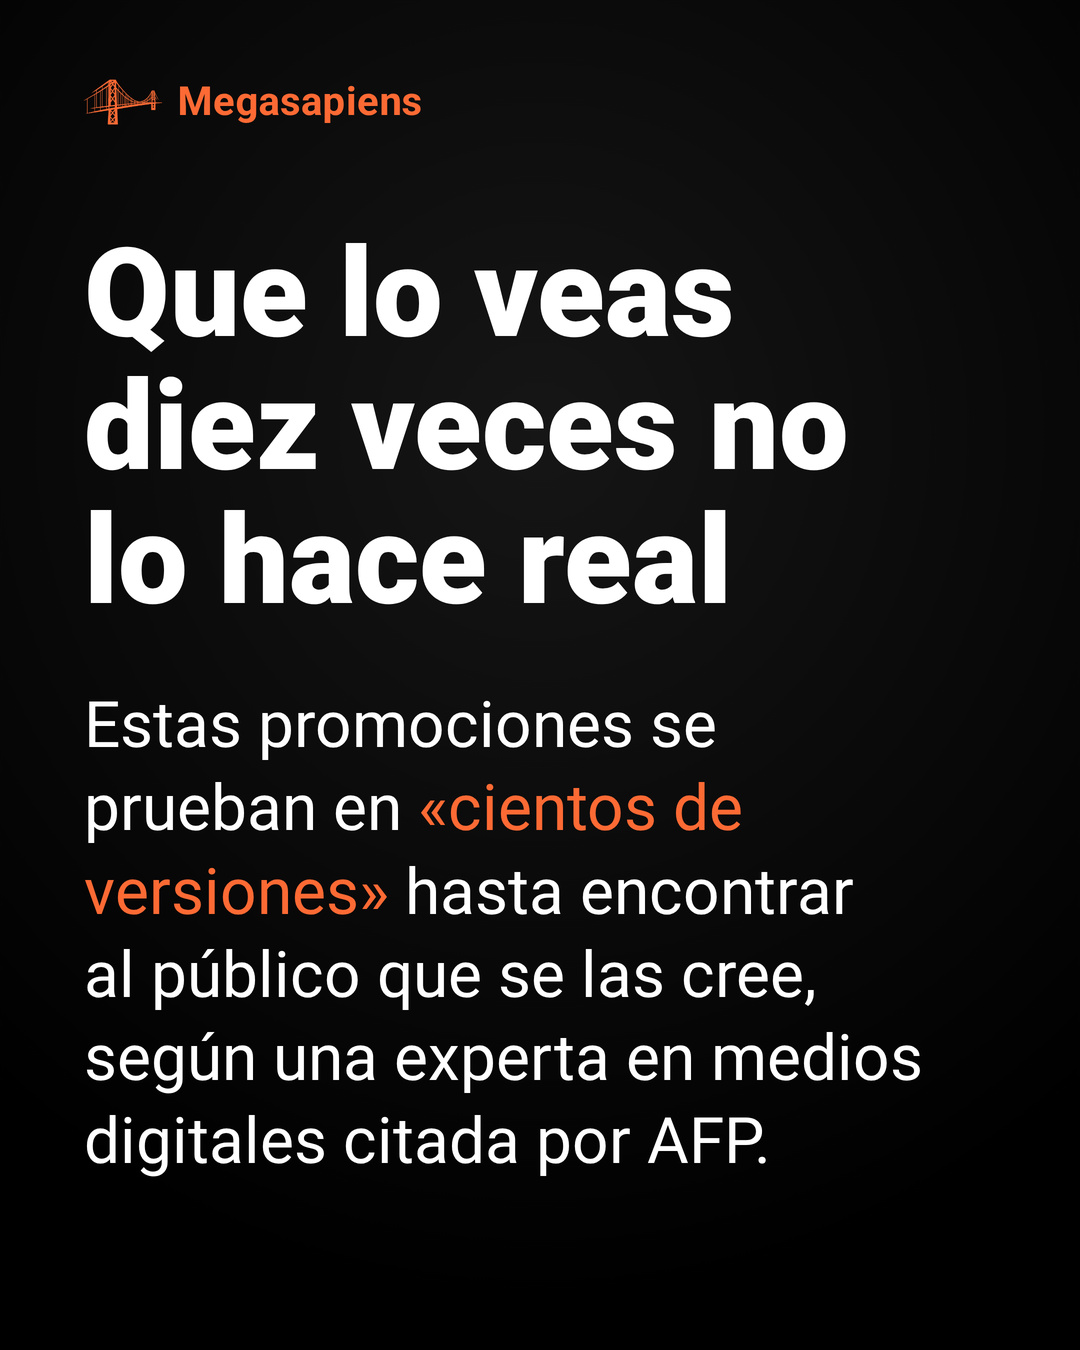 Megasapiens
Que lo veas
diez veces no
lo hace real
Estas promociones se
prueban en «cientos de
versiones» hasta encontrar
al público que se las cree,
según una experta en medios
digitales citada por AFP.